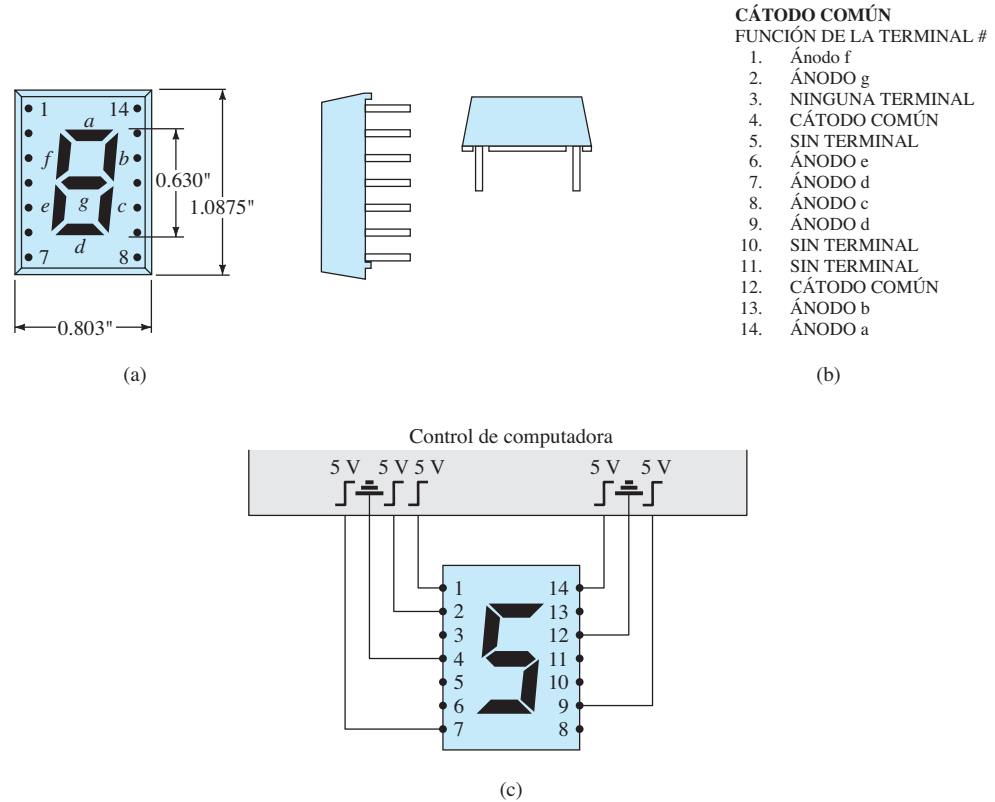 CÁTODO COMÚN
FUNCIÓN DE LA TERMINAL #
1. Ánodo f
2. ÁNODO g
3. NINGUNA TERMINAL
4. CÁTODO COMÚN
5. SIN TERMINAL
6. ÁNODO e
7. ÁNODO d
8. ÁNODO c
9. ÁNODO d
10. SIN TERMINAL
11. SIN TERMINAL
12. CÁTODO COMÚN
13. ÁNODO b
14. ÁNODO a
1 14
a
f b
0.630"
1.0875"
e g c
d
7 8
0.803"
(a)
(b)
Control de computadora
5 V 5 V 5 V 5 V 5 V
1 14
2 13
3 12
4 11
5 10
6 9
7 8
(c)